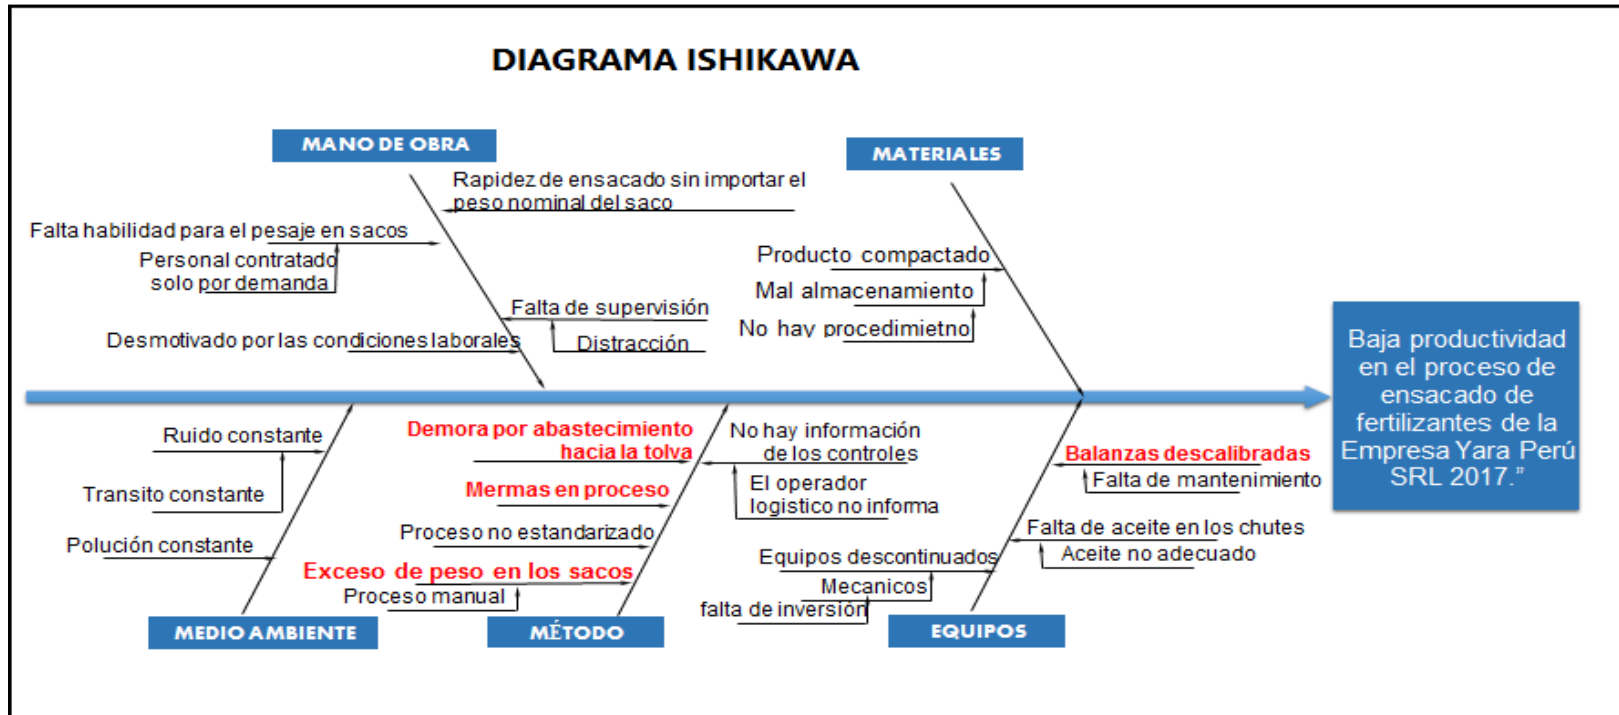 DIAGRAMA ISHIKAWA
MANO DE OBRA
MATERIALES
Rapidez de ensacado sin importar el
peso nominal del saco
Falta habilidad para el pesaje en sacos
Personal contratado
solo por demanda
Falta de supervisión
Distracción
Desmotivado por las condiciones laborales
Producto compactado
Mal almacenamiento
No hay procedimietno
Baja productividad
en el proceso de
ensacado de
fertilizantes de la
Empresa Yara Perú
SRL 2017.”
Ruido constante
Transito constante
Polución constante
Demora por abastecimiento
hacia la tolva
Mermas en proceso
Proceso no estandarizado
Exceso de peso en los sacos
Proceso manual
No hay información
de los controles
El operador
logistico no informa
Balanzas descalibradas
Falta de mantenimiento
Falta de aceite en los chutes
Aceite no adecuado
Equipos descontinuados
Mecanicos
falta de inversión
MEDIO AMBIENTE
MÉTODO
EQUIPOS